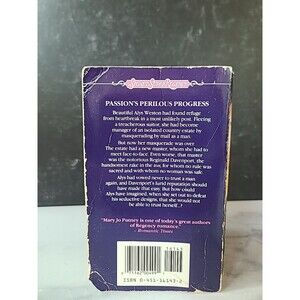 PASSION'S PERILOUS PROGRESS
Beautiful Alys Weston had found refuge
from heartbreak in a most unlikely post. Fleeing
a treacherous suitor, she had become
manager of an isolated country estate by
masquerading by mail as a man.
But now her masquerade was over.
The estate had a new master, whom she had to
meet face-to-face. Even worse, that master
was the notorious Reginald Davenport, the
handsomest rake in the
for whom no rule was
sacred and with whom no woman was safe.
Alys had vowed never to trust a man
again, and Davenport's lurid reputation should
have made that easy. But how could
Alys have imagined, when she set out to defeat
his seductive designs, that she would not
be able to trust herself...?
"Mary Jo Putney is one of today's great authors
of Regency romance."
— Romantic Times
ISBN 0-451-16149-2